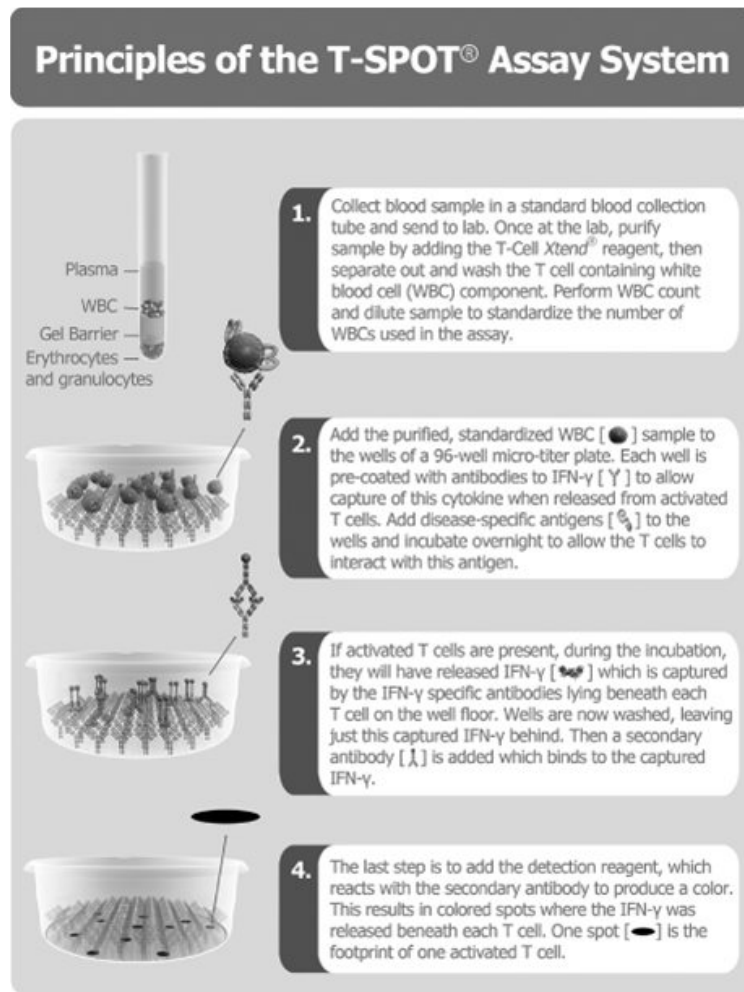 Principles of the T-SPOT® Assay System
Plasma
WBC
Gel Barrier
Erythrocytes
and granulocytes
1.
Collect blood sample in a standard blood collection
tube and send to lab. Once at the lab, purify
sample by adding the T-Cell Xtend® reagent, then
separate out and wash the T cell containing white
blood cell (WBC) component. Perform WBC count
and dilute sample to standardize the number of
WBCs used in the assay.
2.
Add the purified, standardized WBC [ ] sample to
the wells of a 96-well micro-titer plate. Each well is
pre-coated with antibodies to IFN-γ [ ] to allow
capture of this cytokine when released from activated
T cells. Add disease-specific antigens [ ] to the
wells and incubate overnight to allow the T cells to
interact with this antigen.
3.
If activated T cells are present, during the incubation,
they will have released IFN-γ [ ] which is captured
by the IFN-γ specific antibodies lying beneath each
T cell on the well floor. Wells are now washed, leaving
just this captured IFN-γ behind. Then a secondary
antibody [ ] is added which binds to the captured
IFN-γ.
4.
The last step is to add the detection reagent, which
reacts with the secondary antibody to produce a color.
This results in colored spots where the IFN-γ was
released beneath each T cell. One spot [ ] is the
footprint of one activated T cell.